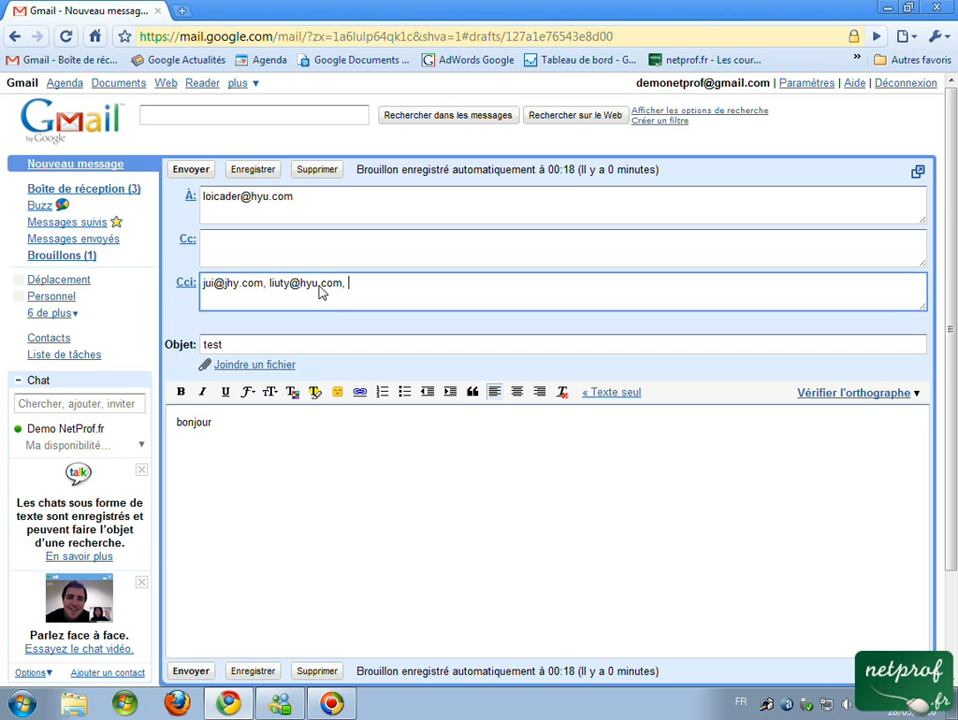 Gmail - Nouveau messag...
https://mail.google.com/mail/?zx=1a6lulp64qk1c&shva=1#drafts/127a1e76543e8d00
Gmail - Boîte de réc...
Google Actualités
Agenda
Google Documents ...
AdWords Google
Tableau de bord - G...
netprof.fr - Les cour...
»
Autres favoris
Gmail Agenda Documents Web Reader plus ▼
demonetprof@gmail.com | Paramètres | Aide | Déconnexion
Gmail
by Google
Rechercher dans les messages
Rechercher sur le Web
Afficher les options de recherche
Créer un filtre
Nouveau message
Boîte de réception (3)
Buzz
Messages suivis
Messages envoyés
Brouillons (1)
Déplacement
Personnel
6 de plus▼
Contacts
Liste de tâches
Chat
Chercher, ajouter, inviter
Demo NetProf.fr
Ma disponibilité...
talk
Les chats sous forme de
texte sont enregistrés et
peuvent faire l'objet
d'une recherche.
En savoir plus
Parlez face à face.
Essayez le chat vidéo.
Options▼ Ajouter un contact
Envoyer Enregistrer Supprimer Brouillon enregistré automatiquement à 00:18 (Il y a 0 minutes)
À: loicader@hyu.com
Cc:
Cci: jui@jhy.com, liuty@hyu.com,
Objet: test
Joindre un fichier
B I U
« Texte seul
Vérifier l'orthographe ▼
bonjour
Envoyer Enregistrer Supprimer Brouillon enregistré automatiquement à 00:18 (Il y a 0 minutes)
netprof
.fr
FR